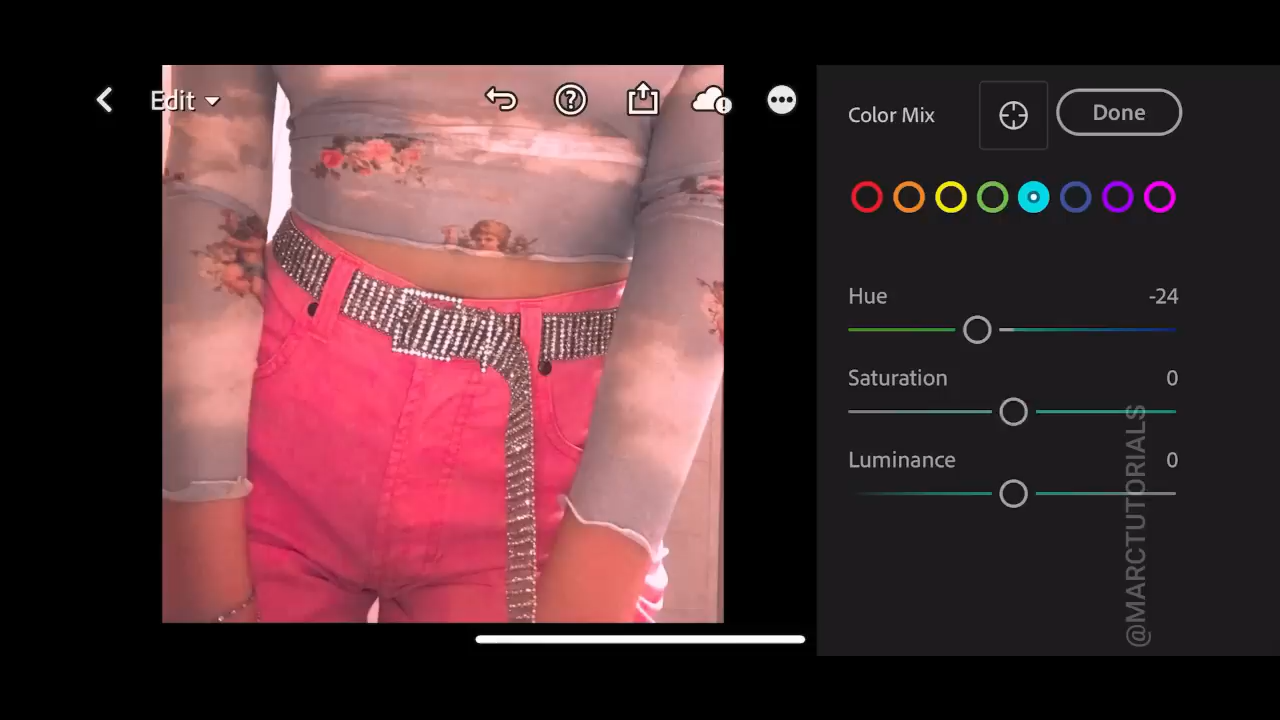 Edit
Color Mix
Done
Hue
-24
Saturation
0
Luminance
0
@MARCTUTORIALS